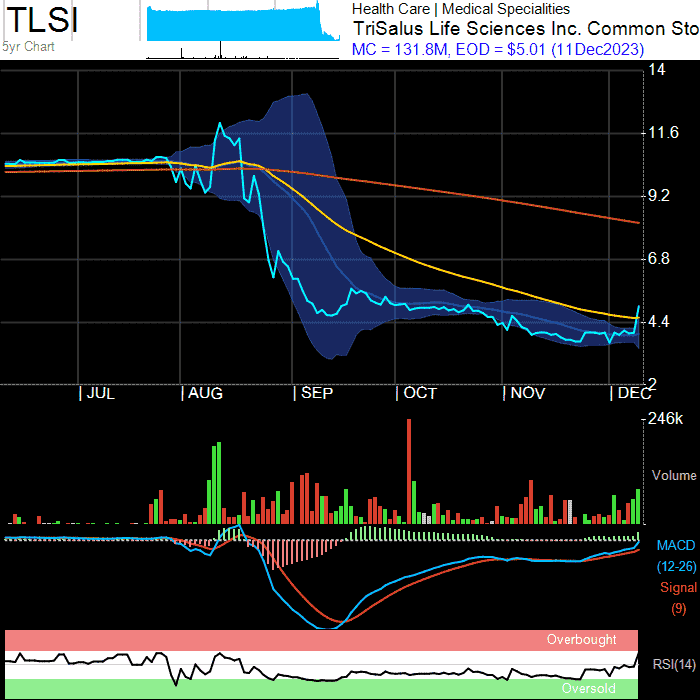 TLSI
5yr Chart
Health Care | Medical Specialities
TriSalus Life Sciences Inc. Common Sto
MC = 131.8M, EOD = $5.01 (11Dec2023)
14
11.6
9.2
6.8
4.4
2
| JUL | AUG | SEP | OCT | NOV | DEC
246k
Volume
MACD
(12-26)
Signal
(9)
Overbought
RSI(14)
Oversold